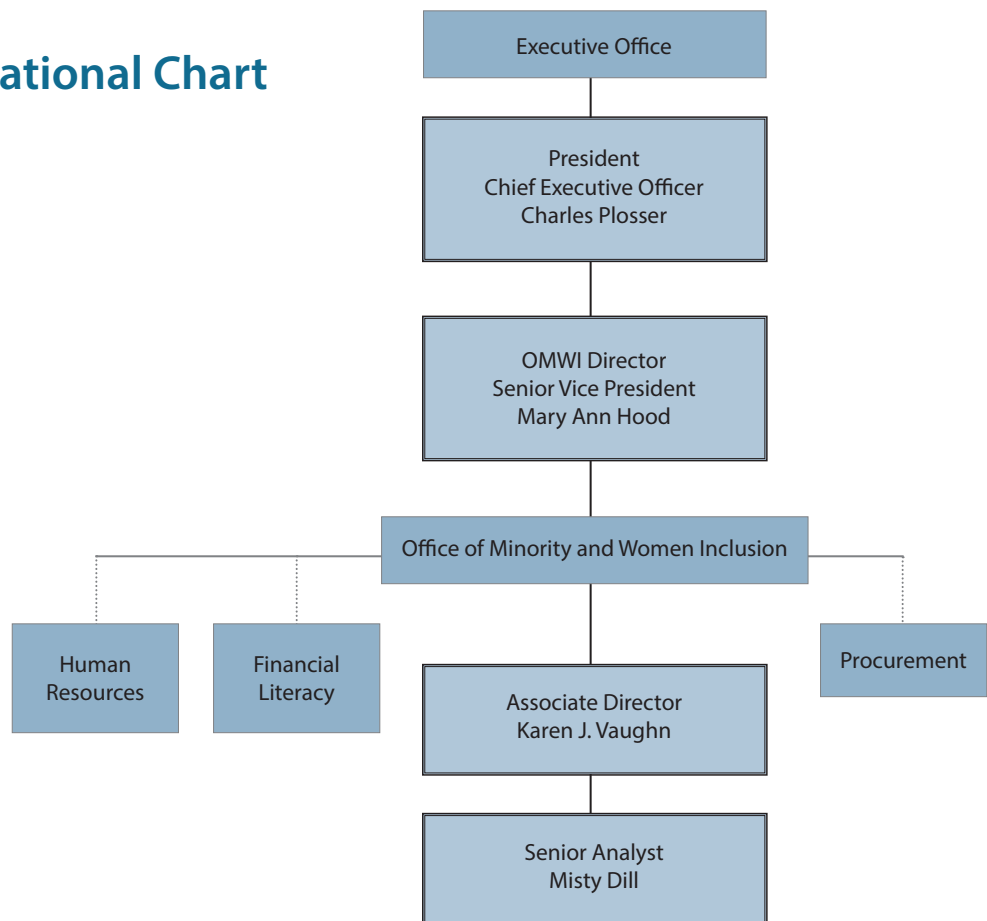 ational Chart
Executive Office
President
Chief Executive Officer
Charles Plosser
OMWI Director
Senior Vice President
Mary Ann Hood
Office of Minority and Women Inclusion
Human
Resources
Financial
Literacy
Procurement
Associate Director
Karen J. Vaughn
Senior Analyst
Misty Dill